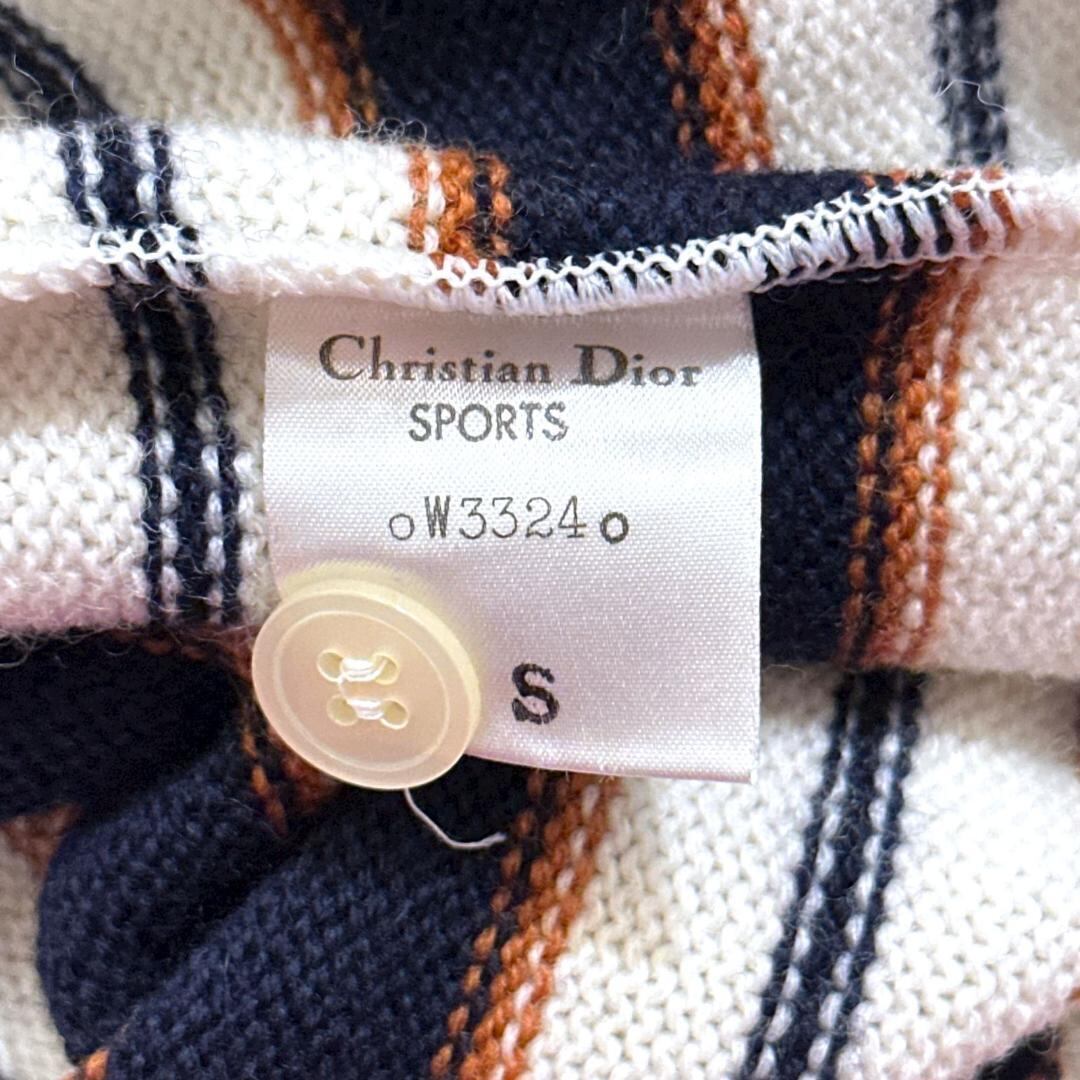 Christian Dior
SPORTS
oW3324o
S